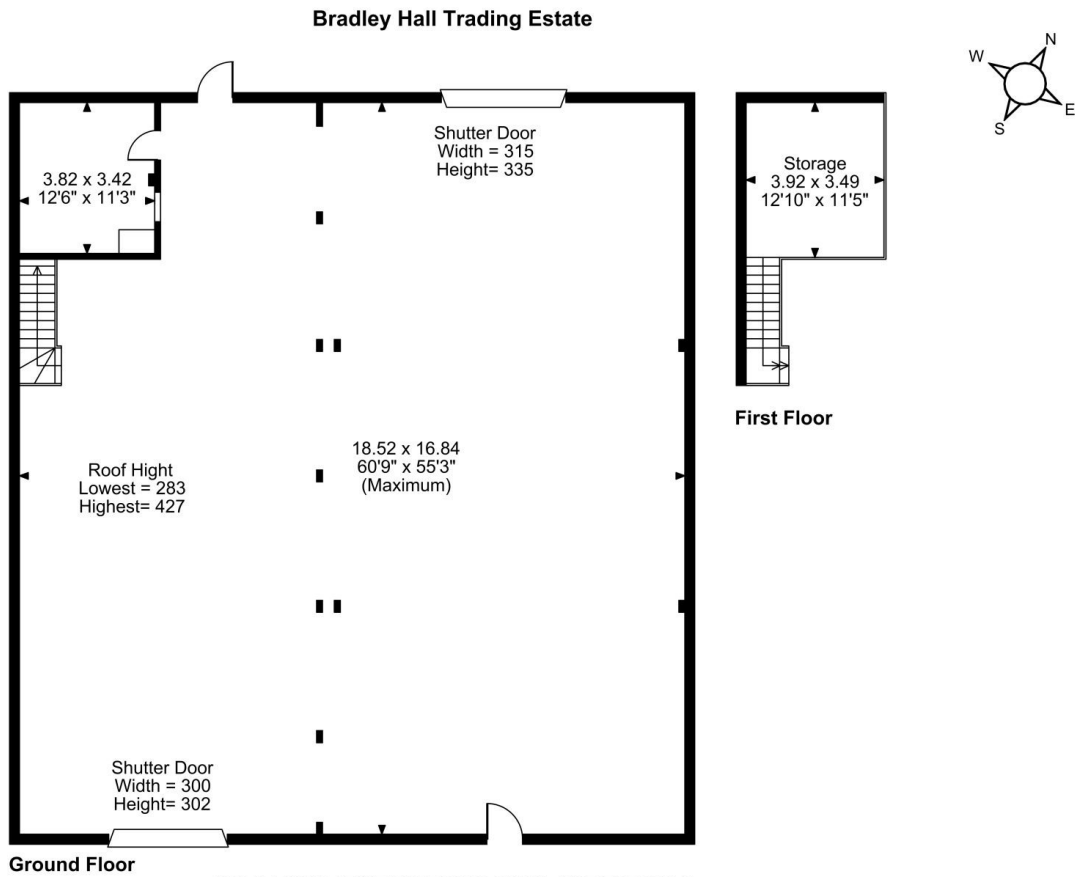 Bradley Hall Trading Estate
N
W
E
S
Shutter Door
Width = 315
Height= 335
3.82 x 3.42
12'6" x 11'3"
Storage
3.92 x 3.49
12'10" x 11'5"
First Floor
18.52 x 16.84
60'9" x 55'3"
(Maximum)
Roof Hight
Lowest = 283
Highest= 427
Shutter Door
Width = 300
Height= 302
Ground Floor